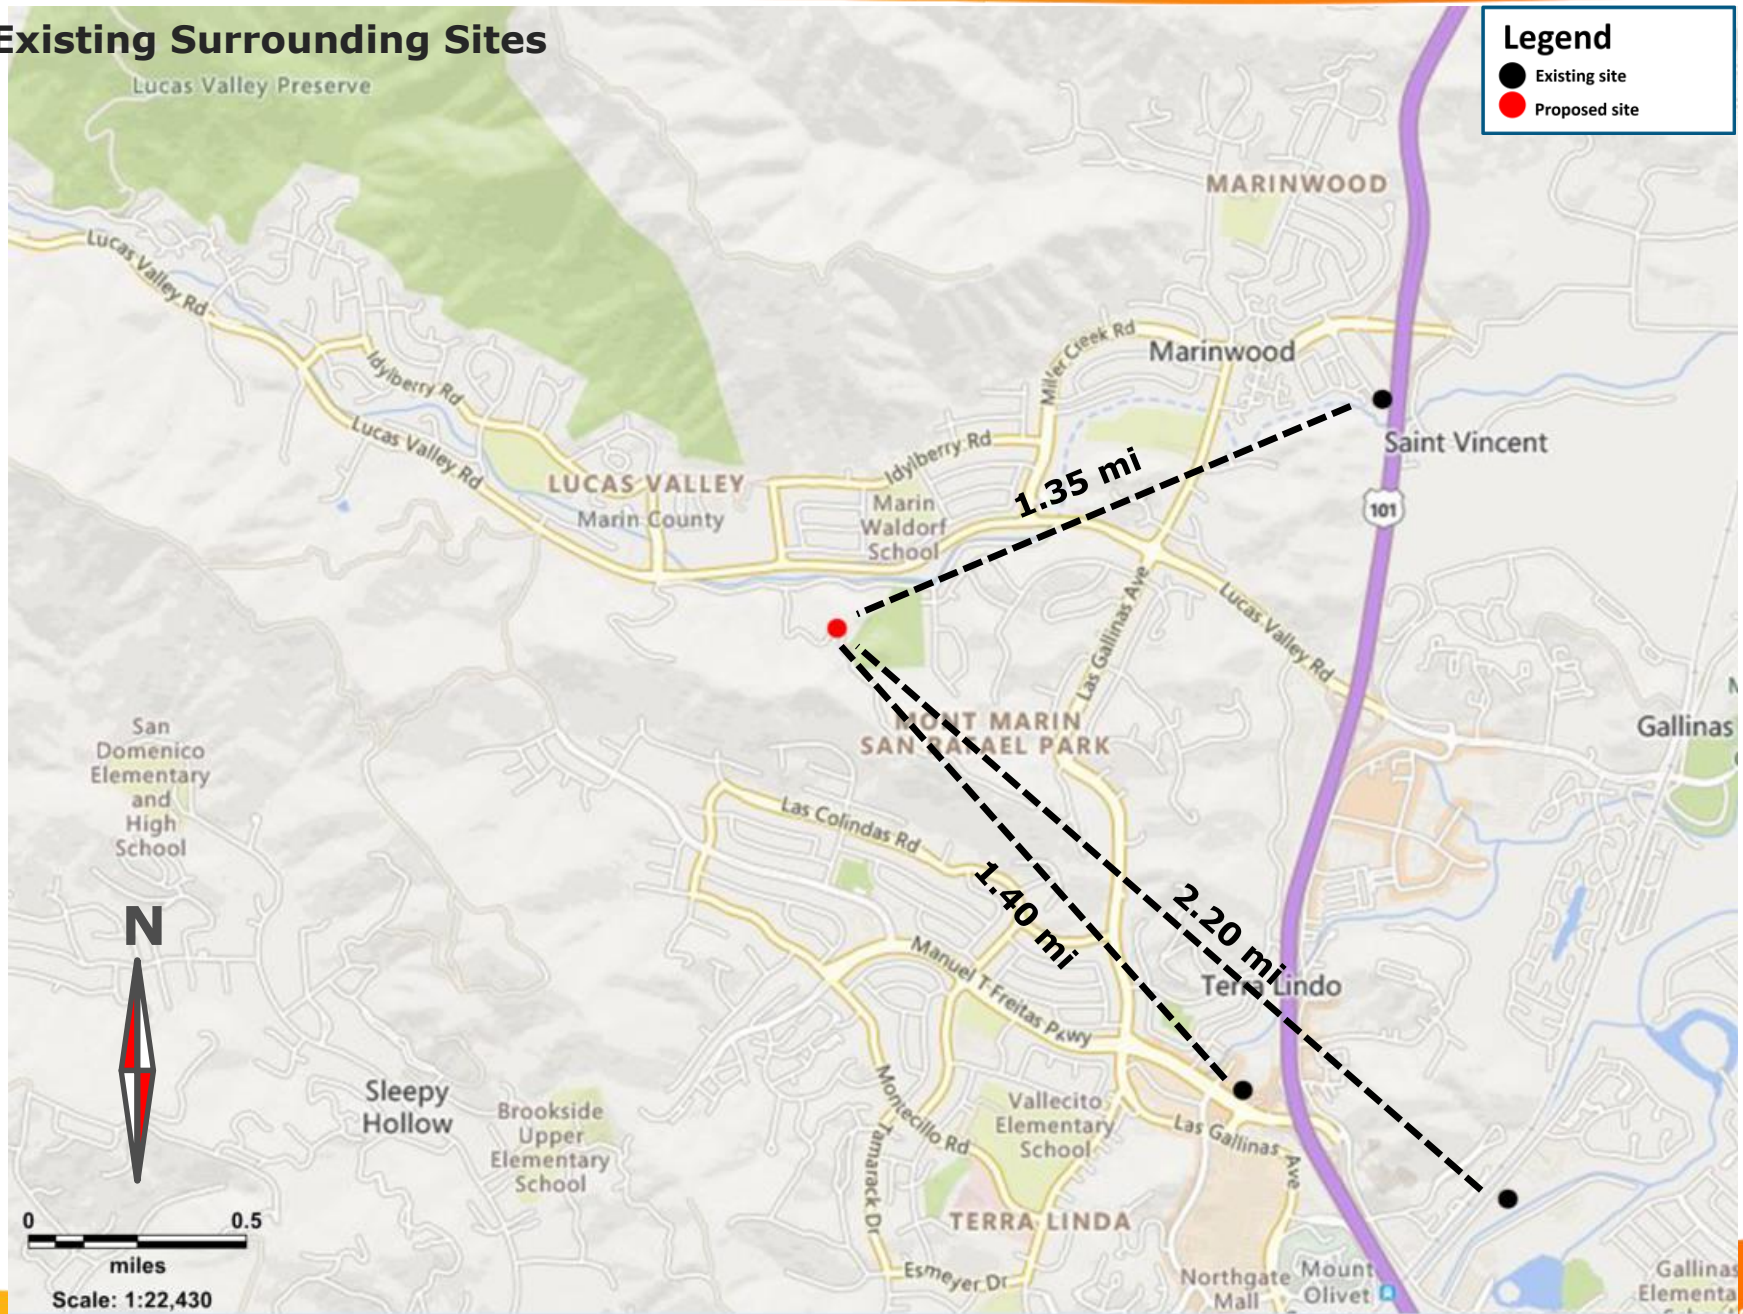 Existing Surrounding Sites
Legend
Existing site
Proposed site
Lucas Valley Preserve
MARINWOOD
Lucas Valley Rd
Miller Creek Rd
Marinwood
Idylberry Rd
Lucas Valley Rd
Saint Vincent
Idylberry Rd
1.35 mi
LUCAS VALLEY
Marin County
Marin
Waldorf
School
101
Las Gallinas Ave
Lucas Valley Rd
MONT MARIN
SAN RAFAEL PARK
San
Domenico
Elementary
and
High
School
Gallinas
Las Colindas Rd
1.40 mi
2.20 mi
N
Manuel T Freitas Pkwy
Terra Lindo
Sleepy
Hollow
Brookside
Upper
Elementary
School
Montecillo Rd
Tamarack Dr
Vallecito
Elementary
School
Las Gallinas Ave
TERRA LINDA
0 0.5
miles
Scale: 1:22,430
Esmeyer Dr
Northgate
Mall
Mount
Olivet
Gallinas
Elementa